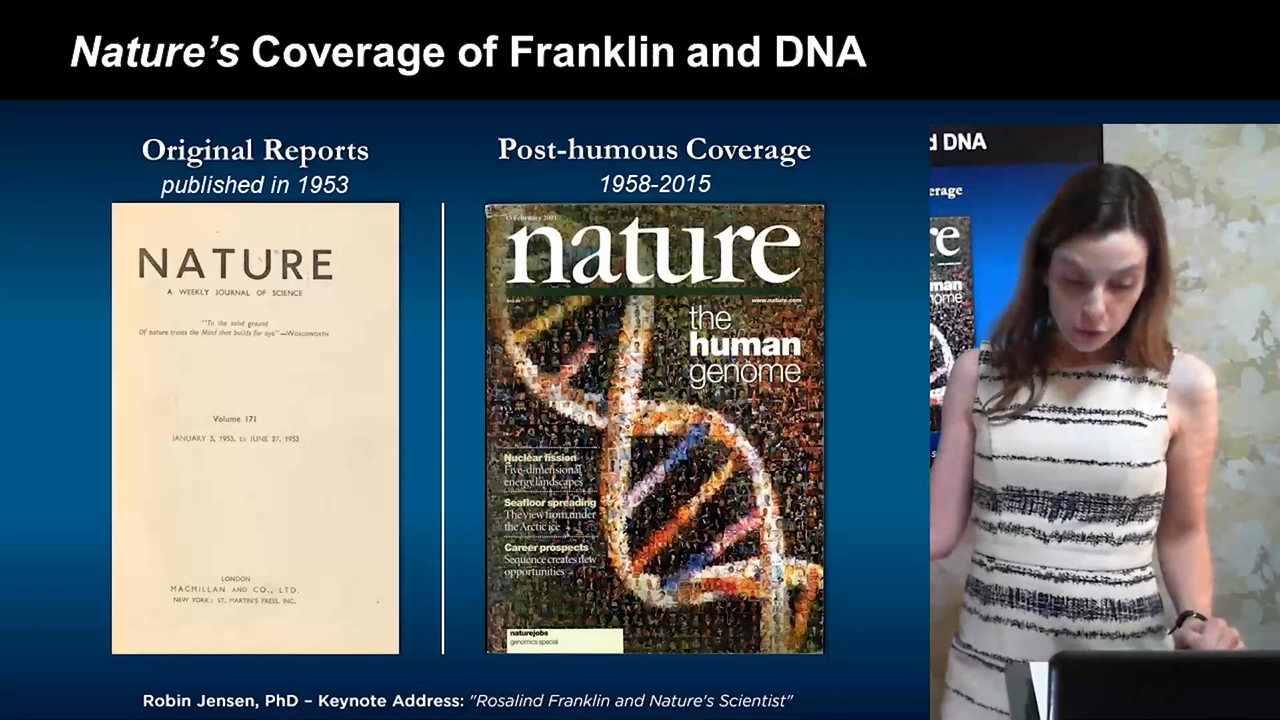 Nature's Coverage of Franklin and DNA
Original Reports
published in 1953
NATURE
A WEEKLY JOURNAL OF SCIENCE
"To the solid ground
Of nature trusts the Mind that builds for aye"—WORDSWORTH
Volume 171
JANUARY 3, 1953, to JUNE 27, 1953
LONDON
MACMILLAN AND CO., LTD.
NEW YORK: ST. MARTIN'S PRESS, INC.
Post-humous Coverage
1958-2015
15 February 2001
nature
www.nature.com
the
human
genome
Nuclear fission
Five-dimensional
energy landscapes
Seafloor spreading
The view from under
the Arctic ice
Career prospects
Sequence creates new
opportunities
naturejobs
genomics special
d DNA
erage
re
man
nome
Robin Jensen, PhD – Keynote Address: "Rosalind Franklin and Nature's Scientist"